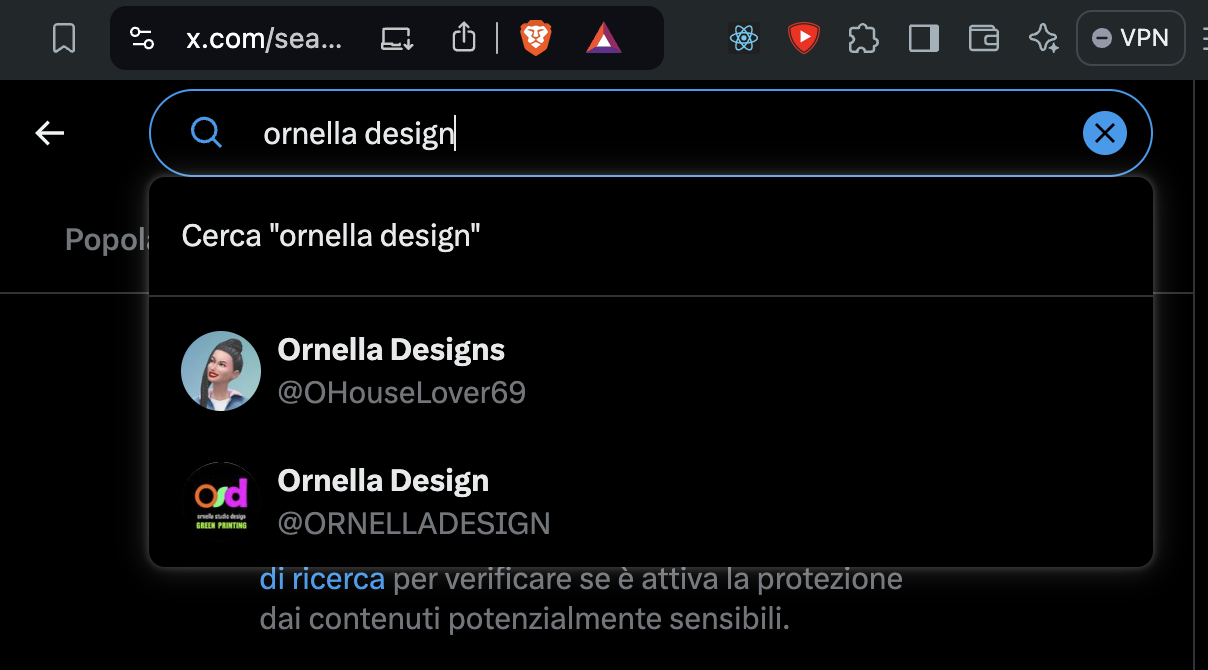 x.com/sea...
VPN
ornella design
Popola
Cerca "ornella design"
Ornella Designs
@OHouseLover69
osd
ornella studio design
GREEN PRINTING
Ornella Design
@ORNELLADESIGN
di ricerca per verificare se è attiva la protezione
dai contenuti potenzialmente sensibili.